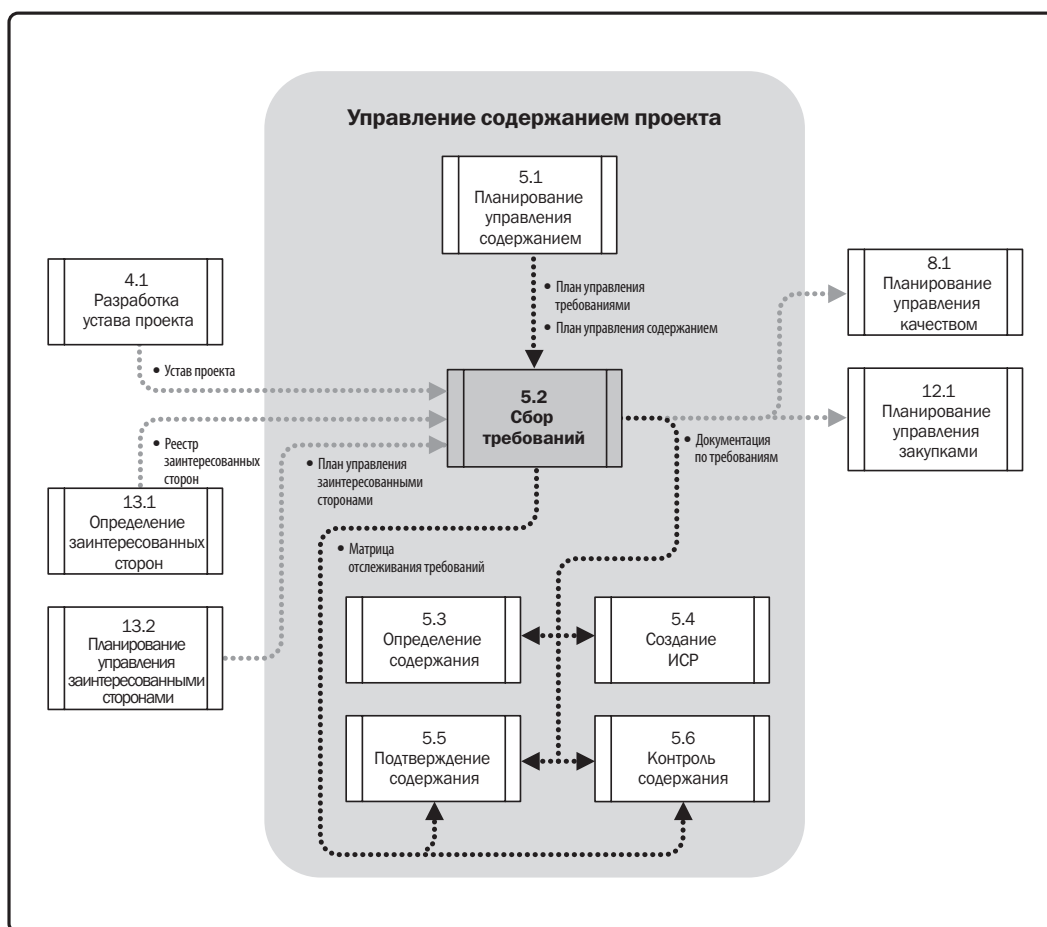 Управление содержанием проекта
5.1
Планирование
управления
содержанием
4.1
Разработка
устава проекта
8.1
Планирование
управления
качеством
• План управления
требованиями
• План управления содержанием
• Устав проекта
5.2
Сбор
требований
12.1
Планирование
управления
закупками
• Реестр
заинтересованных
сторон
• План управления
заинтересованными
сторонами
• Документация
по требованиям
13.1
Определение
заинтересованных
сторон
• Матрица
отслеживания требований
13.2
Планирование
управления
заинтересованными
сторонами
5.3
Определение
содержания
5.4
Создание
ИСР
5.5
Подтверждение
содержания
5.6
Контроль
содержания